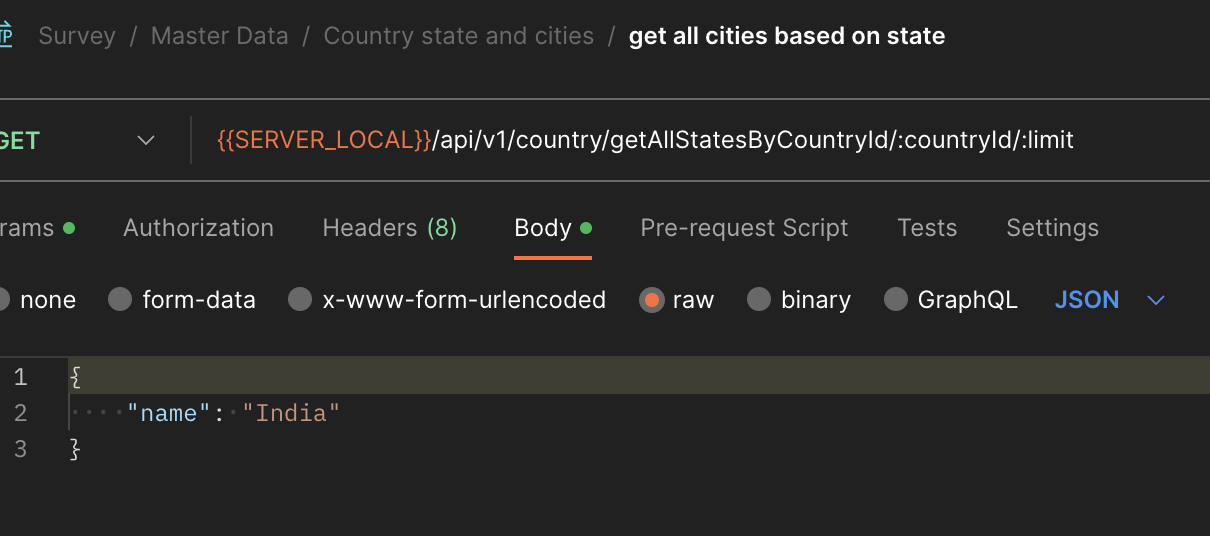 Survey / Master Data / Country state and cities / get all cities based on state
GET {{SERVER_LOCAL}}/api/v1/country/getAllStatesByCountryId/:countryId/:limit
rams Authorization Headers (8) Body Pre-request Script Tests Settings
none form-data x-www-form-urlencoded raw binary GraphQL JSON
1 {
2 "name": "India"
3 }